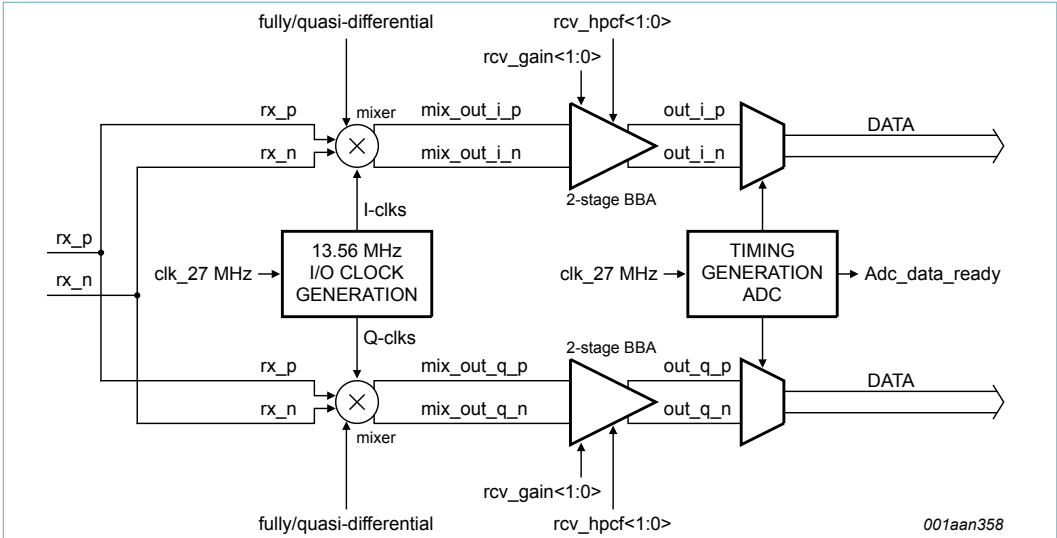 fully/quasi-differential
rcv_hpcf<1:0>
rcv_gain<1:0>
rx_p
mixer
mix_out_i_p
out_i_p
DATA
rx_n
mix_out_i_n
out_i_n
2-stage BBA
I-clks
rx_p
rx_n
clk_27 MHz
13.56 MHz
I/O CLOCK
GENERATION
clk_27 MHz
TIMING
GENERATION
ADC
Adc_data_ready
Q-clks
2-stage BBA
rx_p
mix_out_q_p
out_q_p
DATA
rx_n
mix_out_q_n
out_q_n
mixer
rcv_gain<1:0>
fully/quasi-differential
rcv_hpcf<1:0>
001aan358